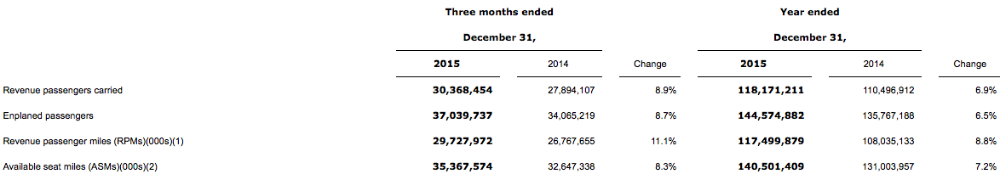 Three months ended Year ended
December 31, December 31,
2015 2014 Change 2015 2014 Change
Revenue passengers carried 30,368,454 27,894,107 8.9% 118,171,211 110,496,912 6.9%
Enplaned passengers 37,039,737 34,065,219 8.7% 144,574,882 135,767,188 6.5%
Revenue passenger miles (RPMs)(000s)(1) 29,727,972 26,767,655 11.1% 117,499,879 108,035,133 8.8%
Available seat miles (ASMs)(000s)(2) 35,367,574 32,647,338 8.3% 140,501,409 131,003,957 7.2%